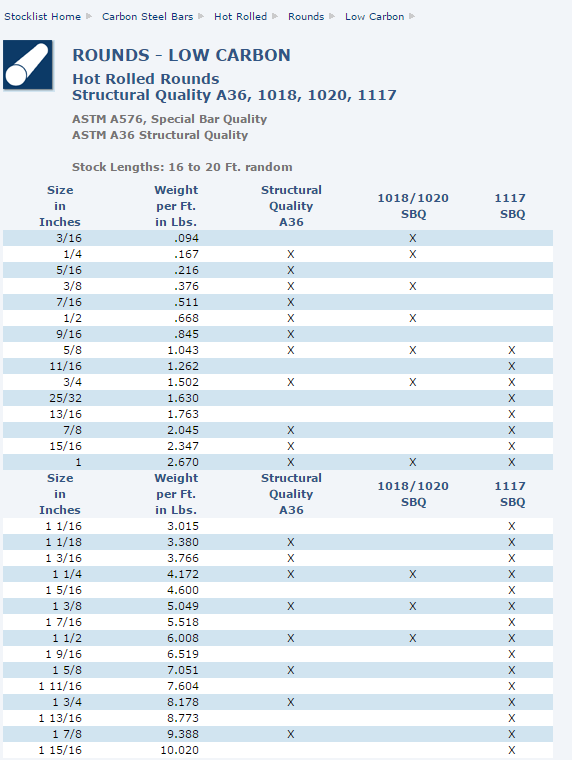 Stocklist Home Carbon Steel Bars Hot Rolled Rounds Low Carbon
ROUNDS - LOW CARBON
Hot Rolled Rounds
Structural Quality A36, 1018, 1020, 1117
ASTM A576, Special Bar Quality
ASTM A36 Structural Quality
Stock Lengths: 16 to 20 Ft. random
Size in Inches Weight per Ft. in Lbs. Structural Quality A36 1018/1020 SBQ 1117 SBQ
3/16 .094 X
1/4 .167 X X
5/16 .216 X
3/8 .376 X X
7/16 .511 X
1/2 .668 X X
9/16 .845 X
5/8 1.043 X X X
11/16 1.262 X
3/4 1.502 X X X
25/32 1.630 X
13/16 1.763 X
7/8 2.045 X X
15/16 2.347 X X
1 2.670 X X X
Size in Inches Weight per Ft. in Lbs. Structural Quality A36 1018/1020 SBQ 1117 SBQ
1 1/16 3.015 X
1 1/18 3.380 X X
1 3/16 3.766 X X
1 1/4 4.172 X X X
1 5/16 4.600 X
1 3/8 5.049 X X X
1 7/16 5.518 X
1 1/2 6.008 X X X
1 9/16 6.519 X
1 5/8 7.051 X X
1 11/16 7.604 X
1 3/4 8.178 X X
1 13/16 8.773 X
1 7/8 9.388 X X
1 15/16 10.020 X